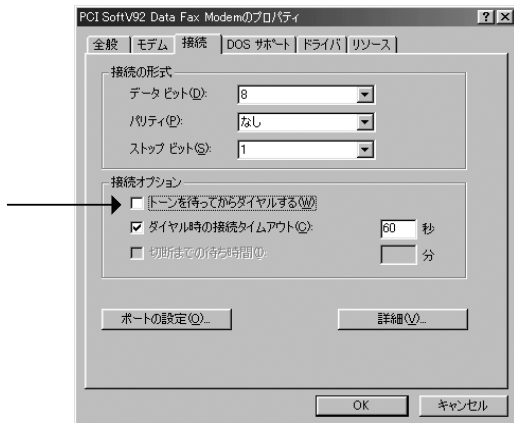 PCI SoftV92 Data Fax Modemのプロパティ
全般 モデム 接続 DOS サポート ドライバ リソース
接続の形式
データ ビット(D): 8
パリティ(P): なし
ストップ ビット(S): 1
接続オプション
トーンを待ってからダイヤルする(W)
ダイヤル時の接続タイムアウト(C): 60 秒
切断までの待ち時間(I): 分
ポートの設定(O)... 詳細(V)...
OK キャンセル